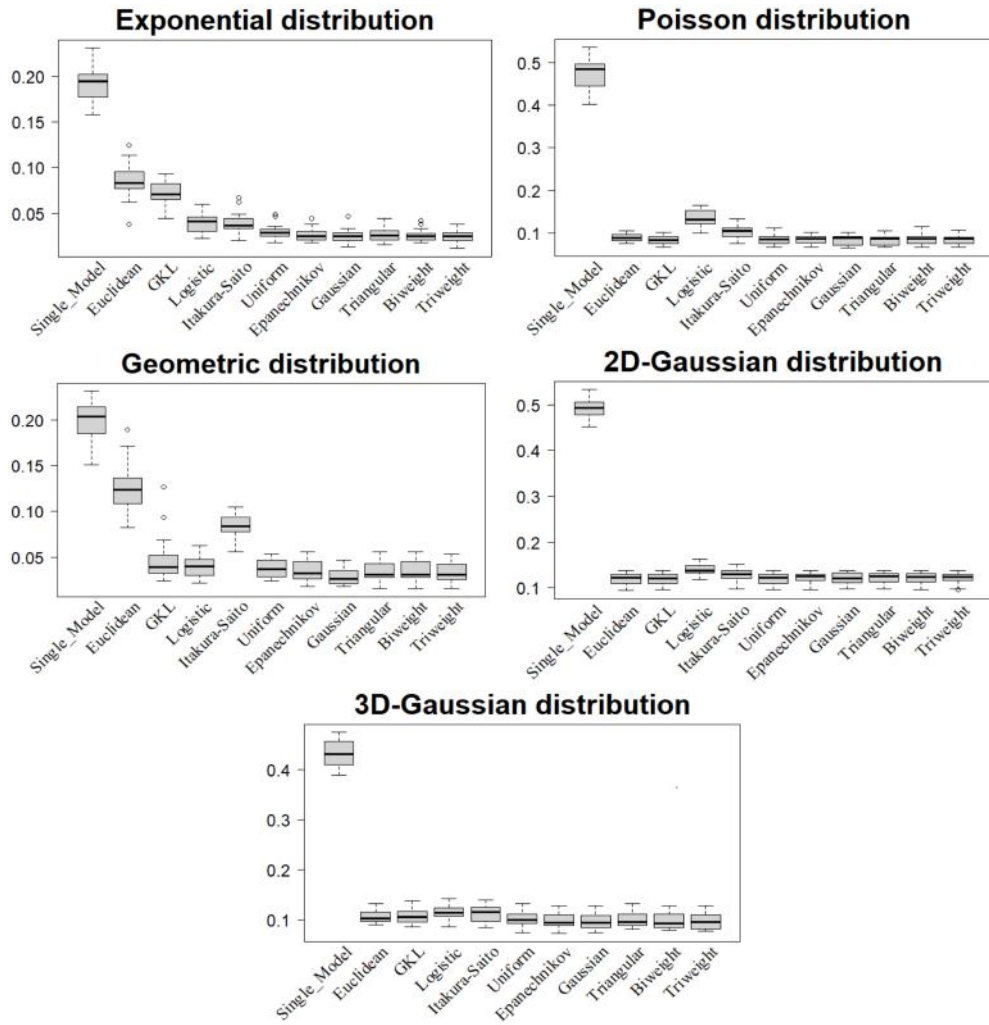 Exponential distribution
0.20
0.15
0.10
0.05
Single_Model
Euclidean
GKL
Logistic
Itakura-Saito
Uniform
Epanechnikov
Gaussian
Triangular
Biweight
Triweight
Poisson distribution
0.5
0.4
0.3
0.2
0.1
Single_Model
Euclidean
GKL
Logistic
Itakura-Saito
Uniform
Epanechnikov
Gaussian
Triangular
Biweight
Triweight
Geometric distribution
0.20
0.15
0.10
0.05
Single_Model
Euclidean
GKL
Logistic
Itakura-Saito
Uniform
Epanechnikov
Gaussian
Triangular
Biweight
Triweight
2D-Gaussian distribution
0.5
0.4
0.3
0.2
0.1
Single_Model
Euclidean
GKL
Logistic
Itakura-Saito
Uniform
Epanechnikov
Gaussian
Triangular
Biweight
Triweight
3D-Gaussian distribution
0.4
0.3
0.2
0.1
Single_Model
Euclidean
GKL
Logistic
Itakura-Saito
Uniform
Epanechnikov
Gaussian
Triangular
Biweight
Triweight